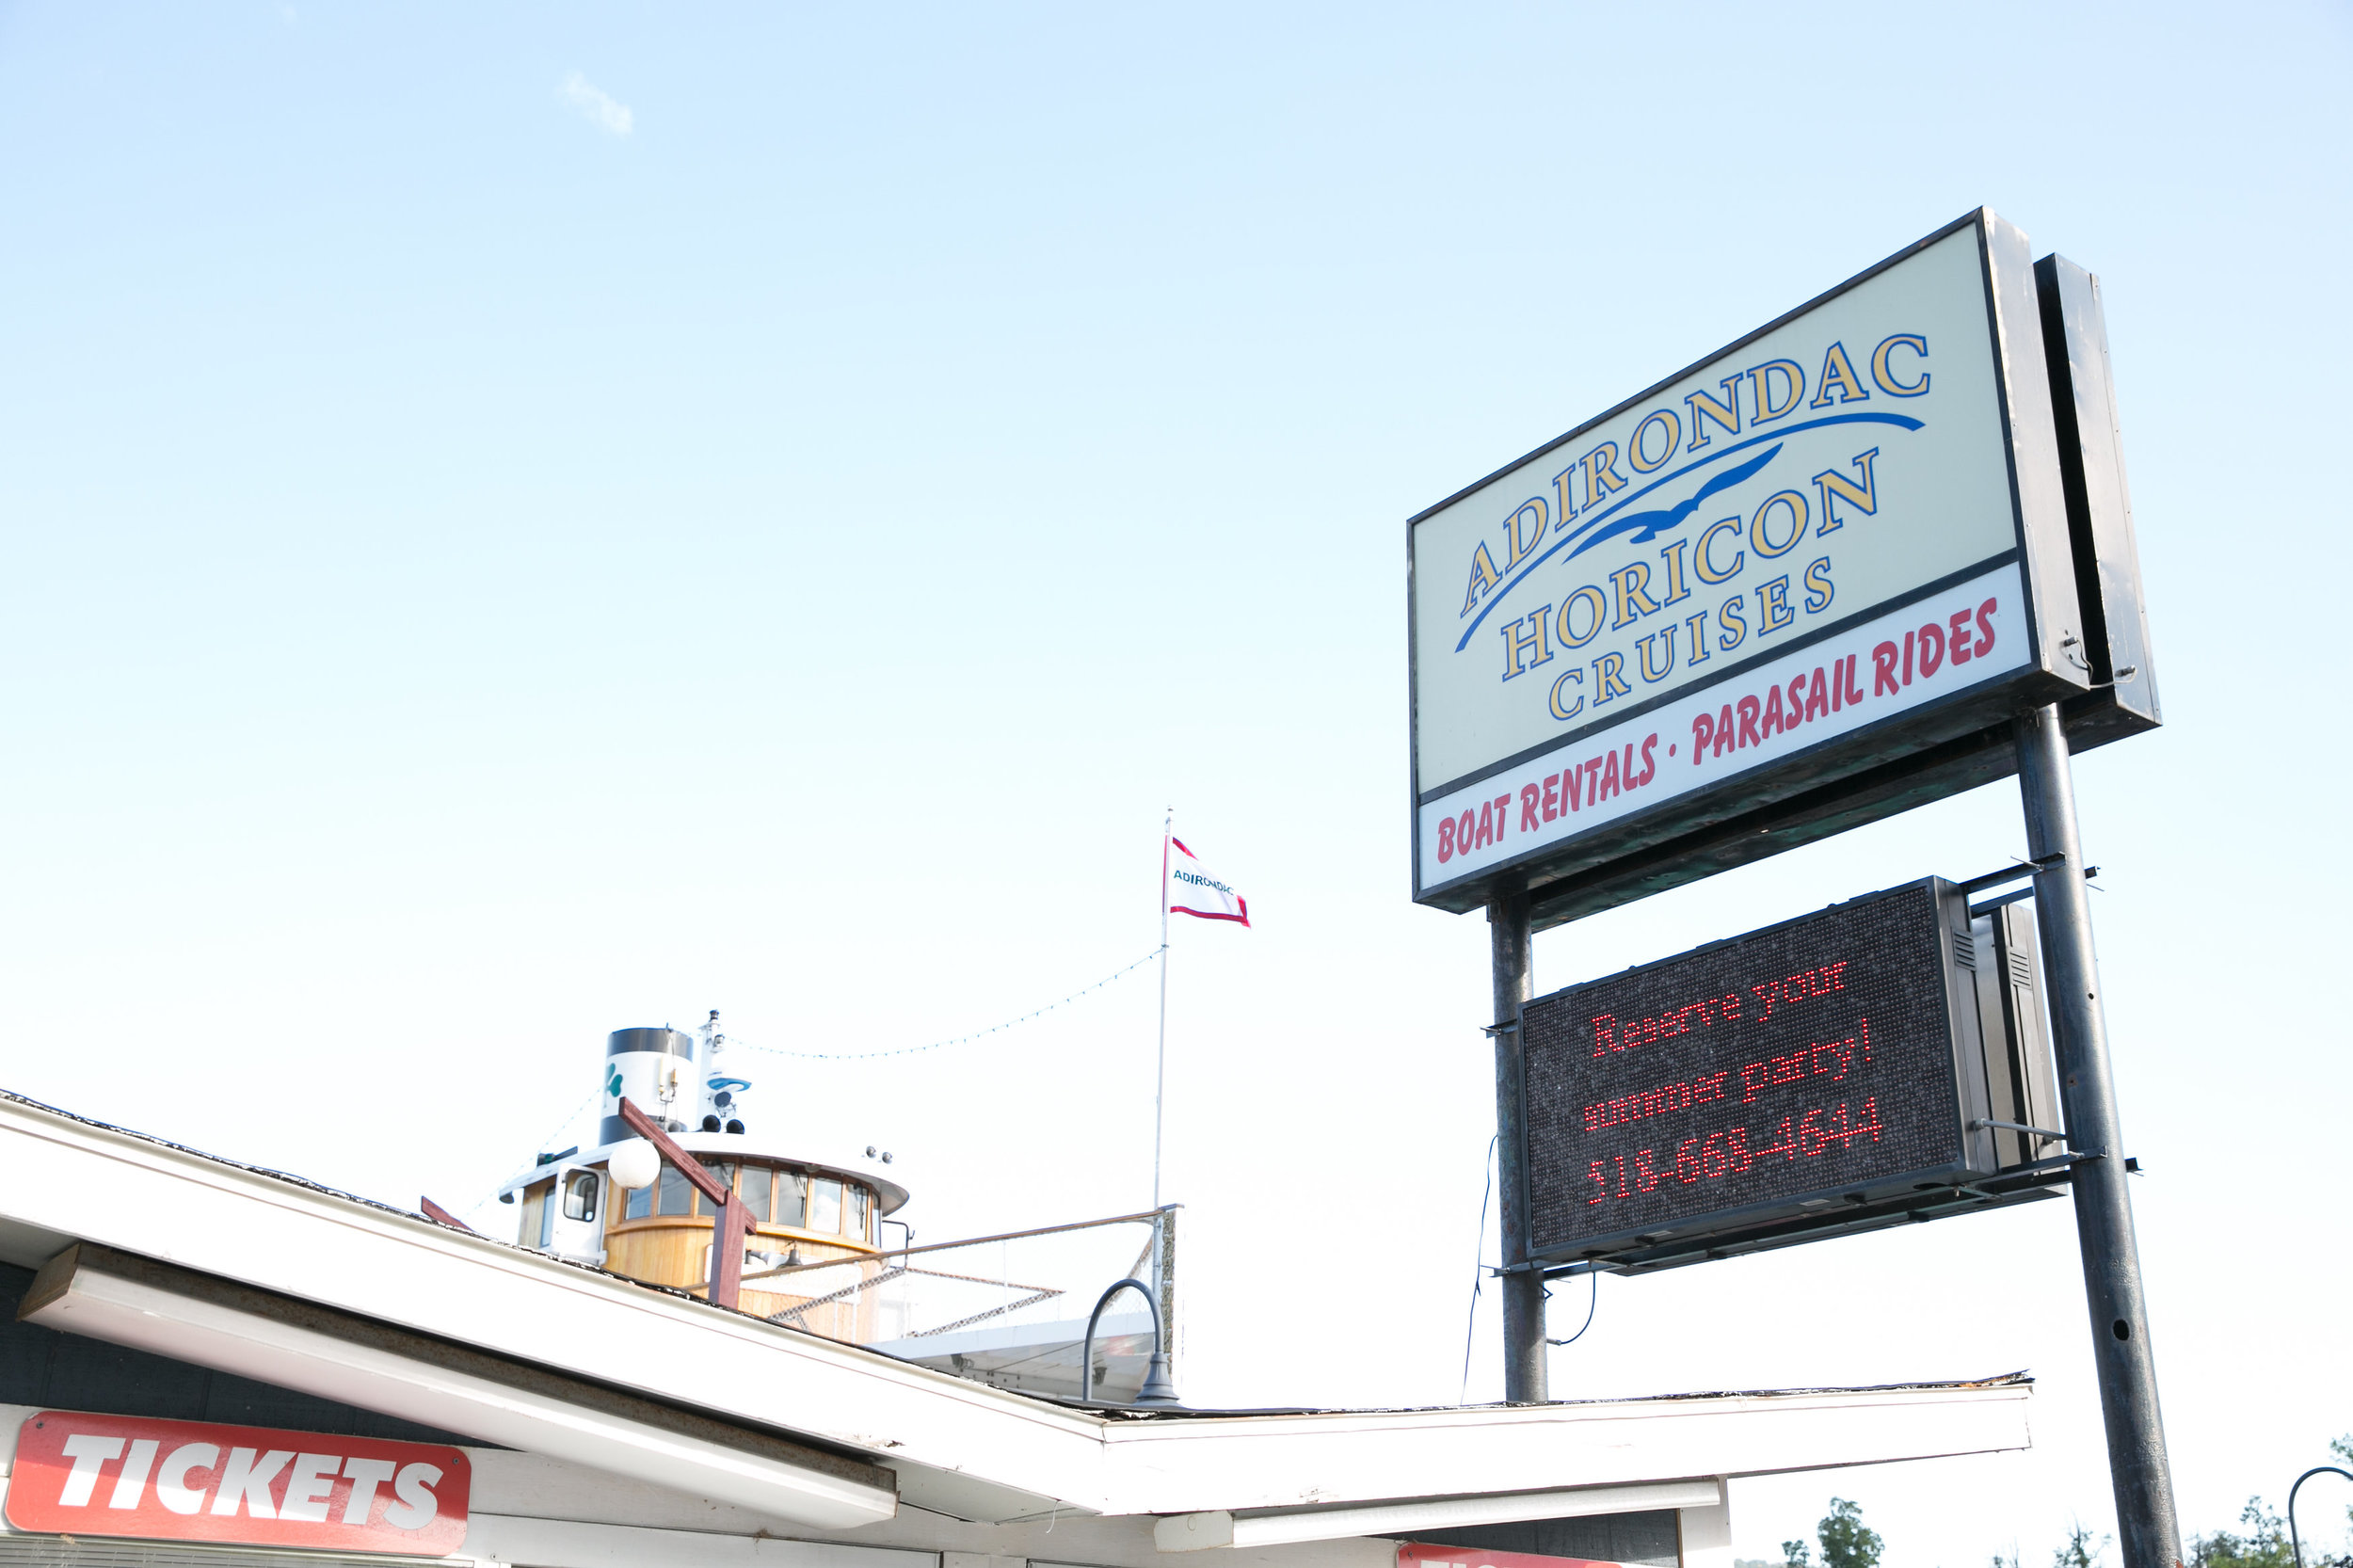 ADIRONDAC
HORICON
CRUISES
BOAT RENTALS • PARASAIL RIDES
Reserve your
summer party!
518-668-4644
ADIRONDAC
TICKETS